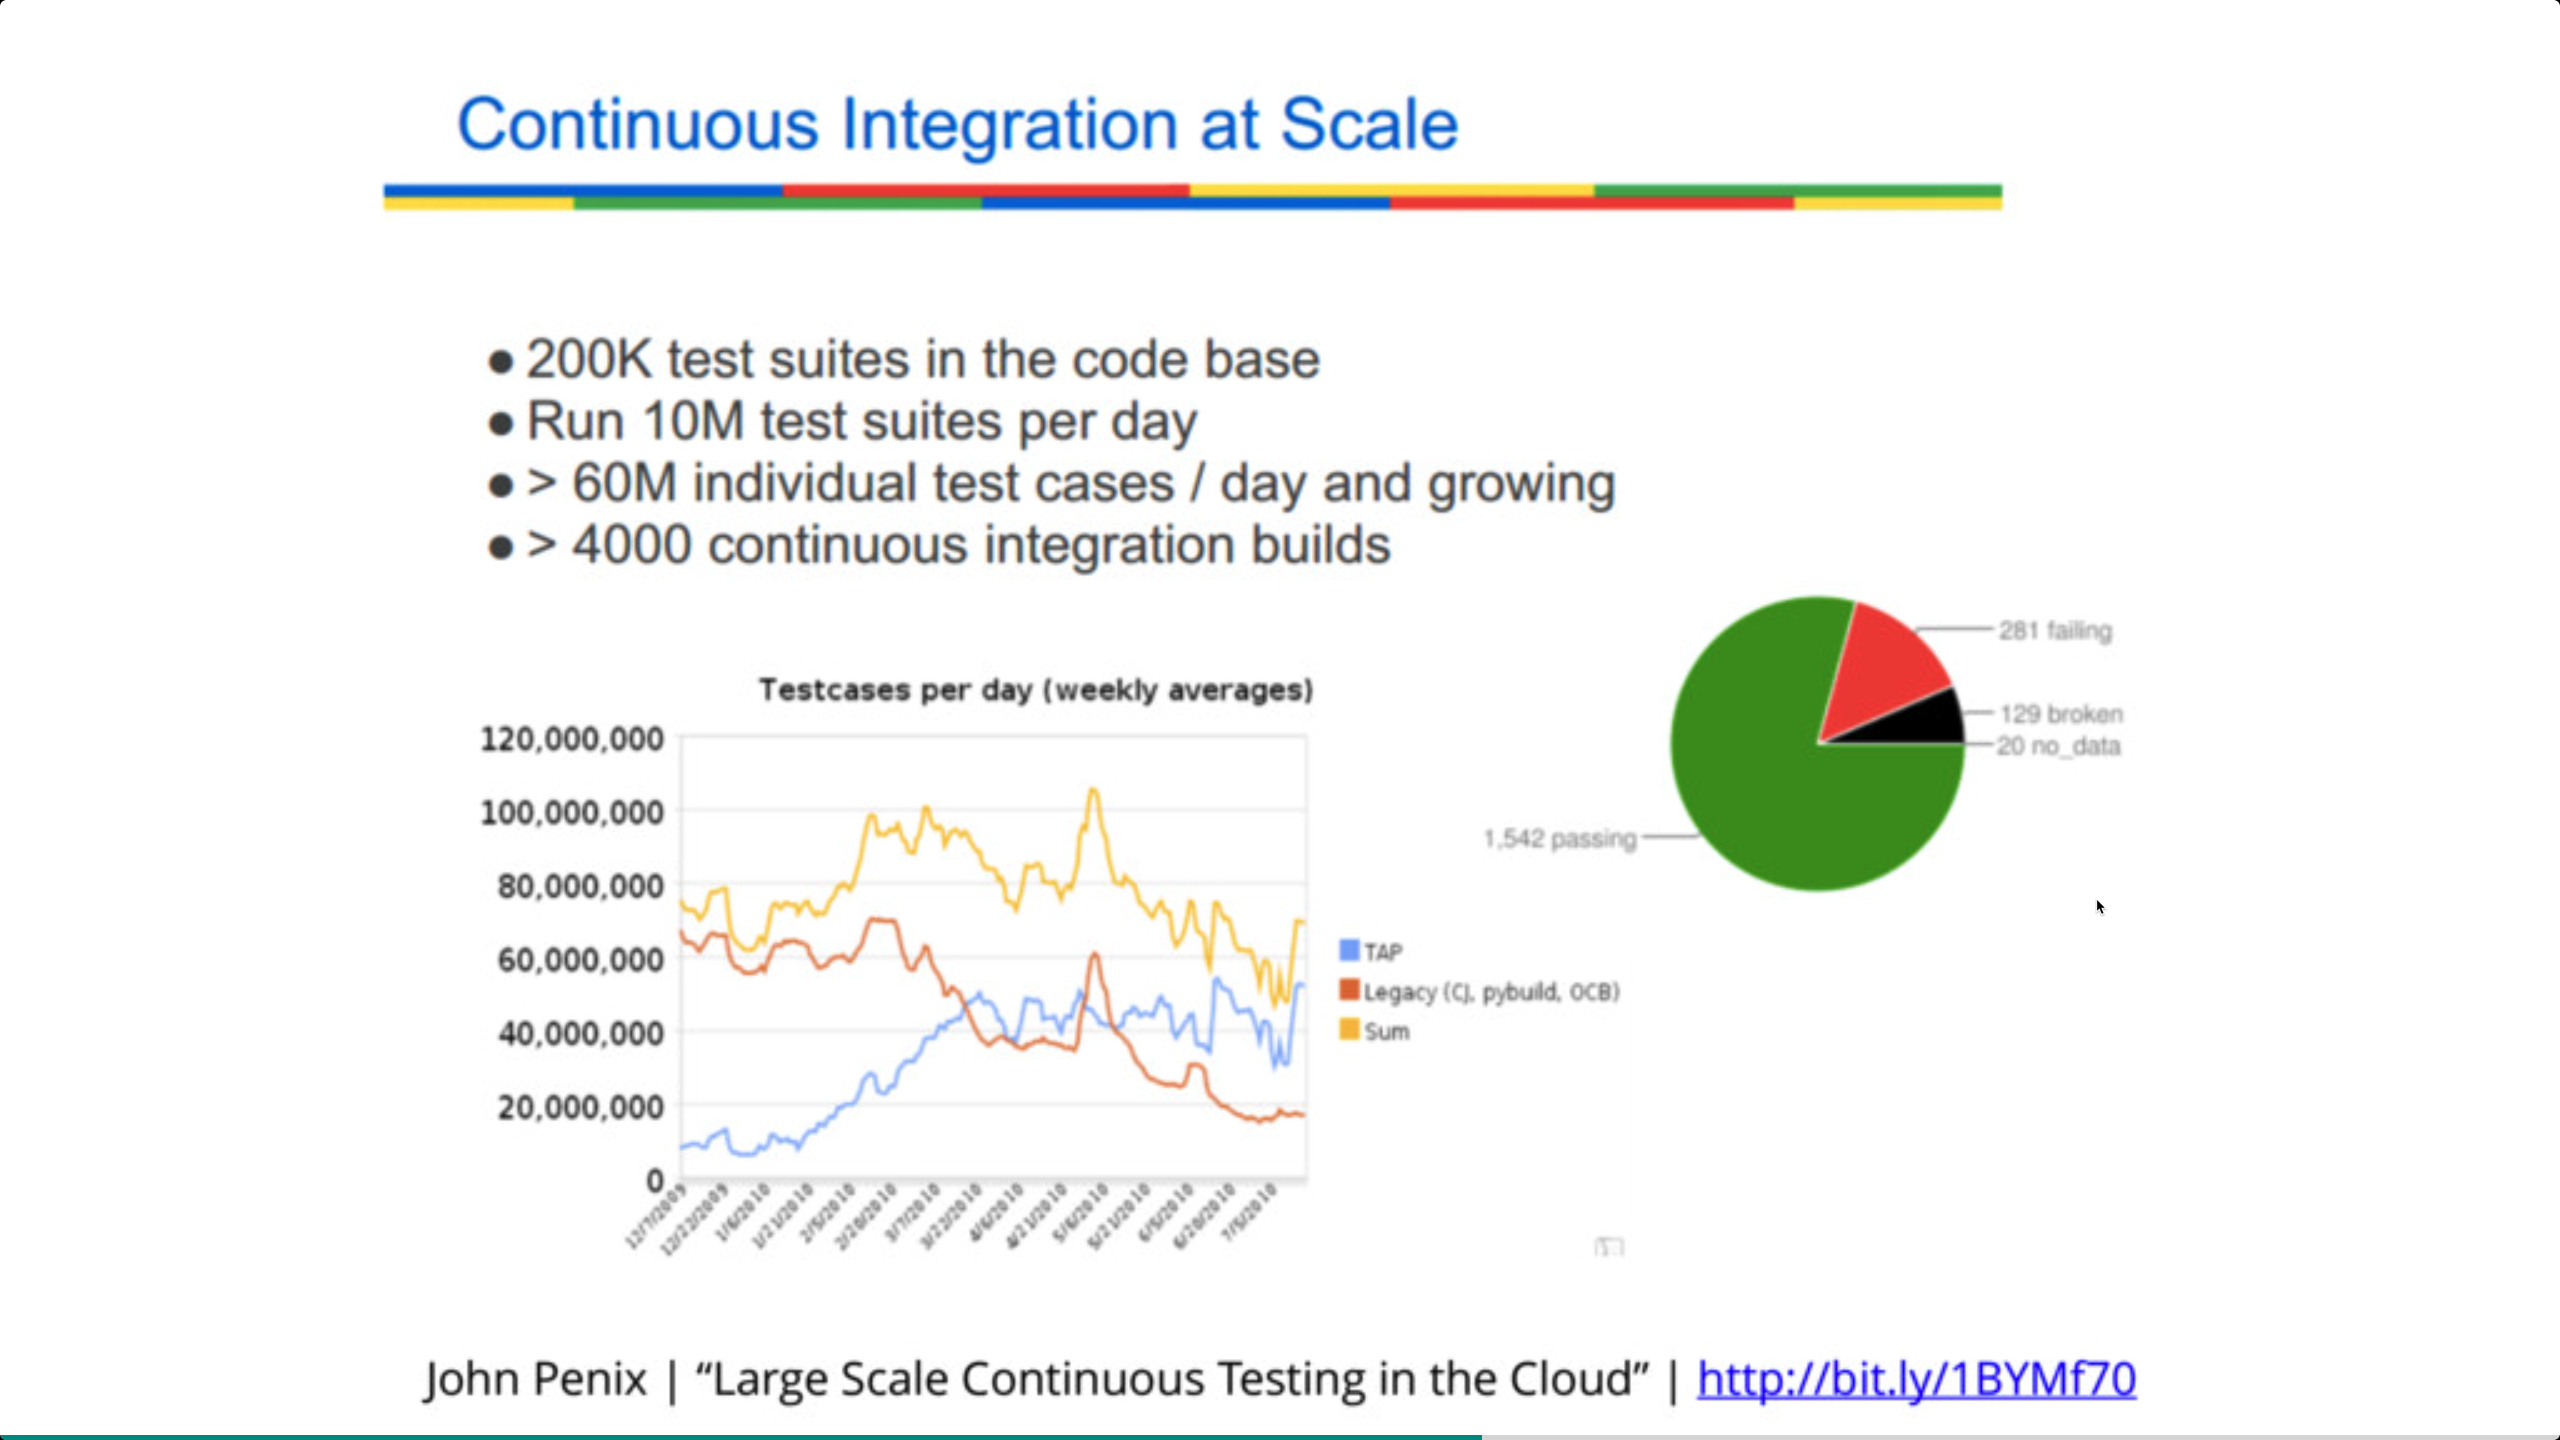 Continuous Integration at Scale
● 200K test suites in the code base
● Run 10M test suites per day
● > 60M individual test cases / day and growing
● > 4000 continuous integration builds
281 failing
129 broken
20 no_data
1,542 passing
Testcases per day (weekly averages)
120,000,000
100,000,000
80,000,000
60,000,000
40,000,000
20,000,000
0
12/7/2009
12/22/2009
1/6/2010
1/21/2010
2/5/2010
2/20/2010
3/7/2010
3/22/2010
4/6/2010
4/21/2010
5/6/2010
5/21/2010
6/5/2010
6/20/2010
7/5/2010
TAP
Legacy (CJ, pybuild, OCB)
Sum
John Penix | “Large Scale Continuous Testing in the Cloud” | http://bit.ly/1BYMf70